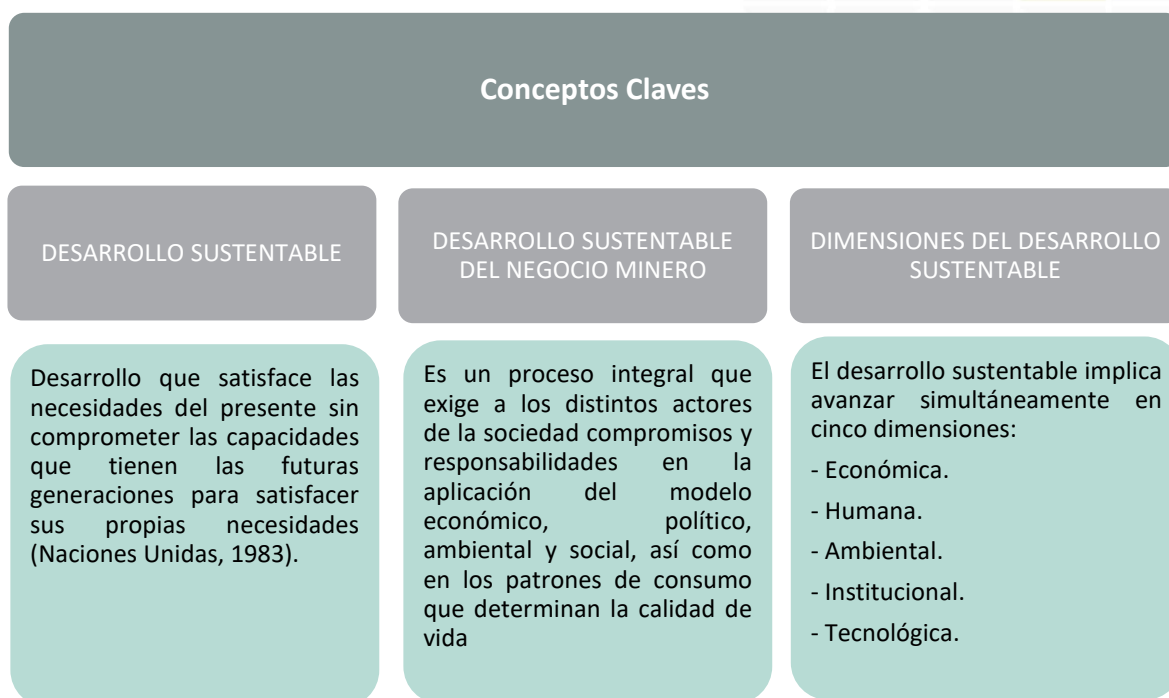 Conceptos Claves
DESARROLLO SUSTENTABLE
Desarrollo que satisface las
necesidades del presente sin
comprometer las capacidades
que tienen las futuras
generaciones para satisfacer
sus propias necesidades
(Naciones Unidas, 1983).
DESARROLLO SUSTENTABLE
DEL NEGOCIO MINERO
Es un proceso integral que
exige a los distintos actores
de la sociedad compromisos y
responsabilidades en la
aplicación del modelo
económico, político,
ambiental y social, así como
en los patrones de consumo
que determinan la calidad de
vida
DIMENSIONES DEL DESARROLLO
SUSTENTABLE
El desarrollo sustentable implica
avanzar simultáneamente en
cinco dimensiones:
- Económica.
- Humana.
- Ambiental.
- Institucional.
- Tecnológica.